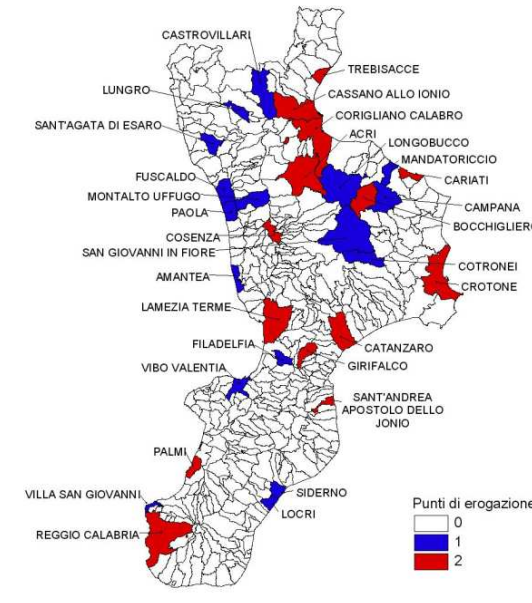 CASTROVILLARI
TREBISACCE
LUNGRO
CASSANO ALLO IONIO
CORIGLIANO CALABRO
SANT'AGATA DI ESARO
ACRI
LONGOBUCCO
MANDATORICCIO
FUSCALDO
CARIATI
MONTALTO UFFUGO
CAMPANA
PAOLA
BOCCHIGLIERO
COSENZA
SAN GIOVANNI IN FIORE
COTRONEI
AMANTEA
CROTONE
LAMEZIA TERME
FILADELFIA
CATANZARO
GIRIFALCO
VIBO VALENTIA
SANT'ANDREA
APOSTOLO DELLO
JONIO
PALMI
VILLA SAN GIOVANNI
SIDERNO
LOCRI
REGGIO CALABRIA
Punti di erogazione
0
1
2